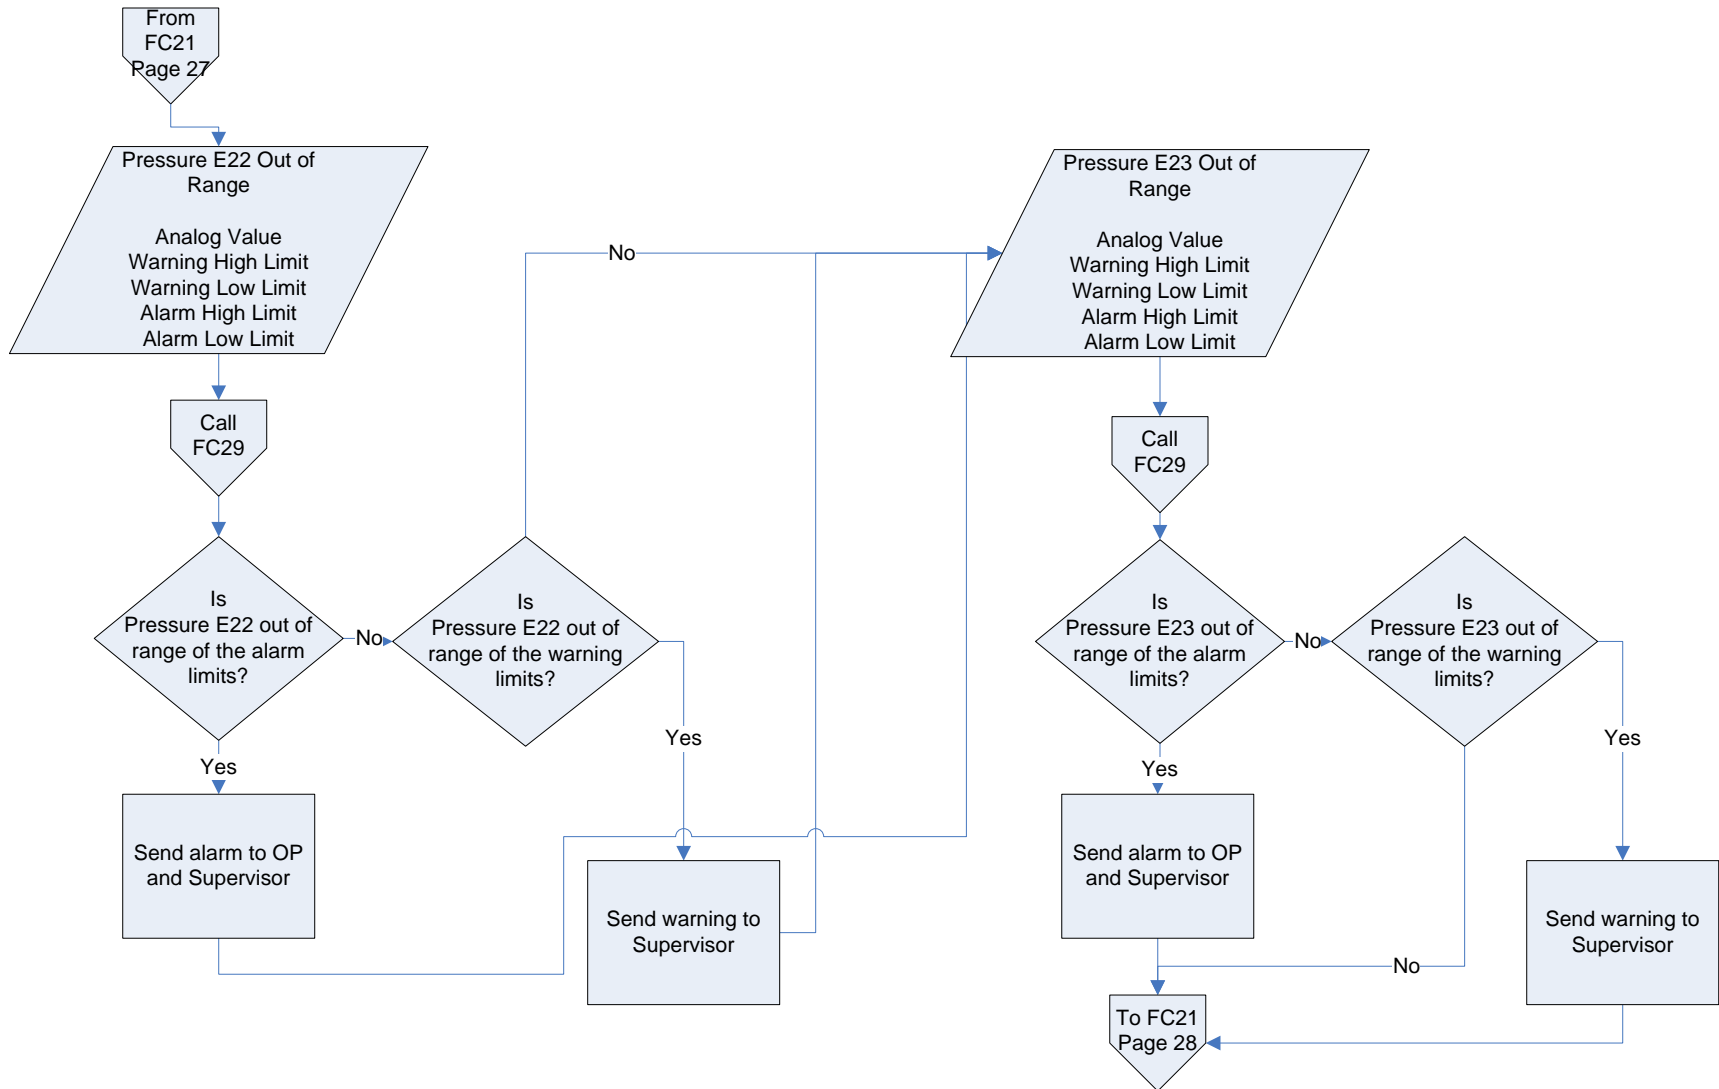 From
FC21
Page 27
Pressure E22 Out of
Range
Analog Value
Warning High Limit
Warning Low Limit
Alarm High Limit
Alarm Low Limit
Call
FC29
Is
Pressure E22 out of
range of the alarm
limits?
No
Is
Pressure E22 out of
range of the warning
limits?
No
Yes
Yes
Send alarm to OP
and Supervisor
Send warning to
Supervisor
Pressure E23 Out of
Range
Analog Value
Warning High Limit
Warning Low Limit
Alarm High Limit
Alarm Low Limit
Call
FC29
Is
Pressure E23 out of
range of the alarm
limits?
No
Is
Pressure E23 out of
range of the warning
limits?
Yes
Yes
Send alarm to OP
and Supervisor
Send warning to
Supervisor
No
To FC21
Page 28